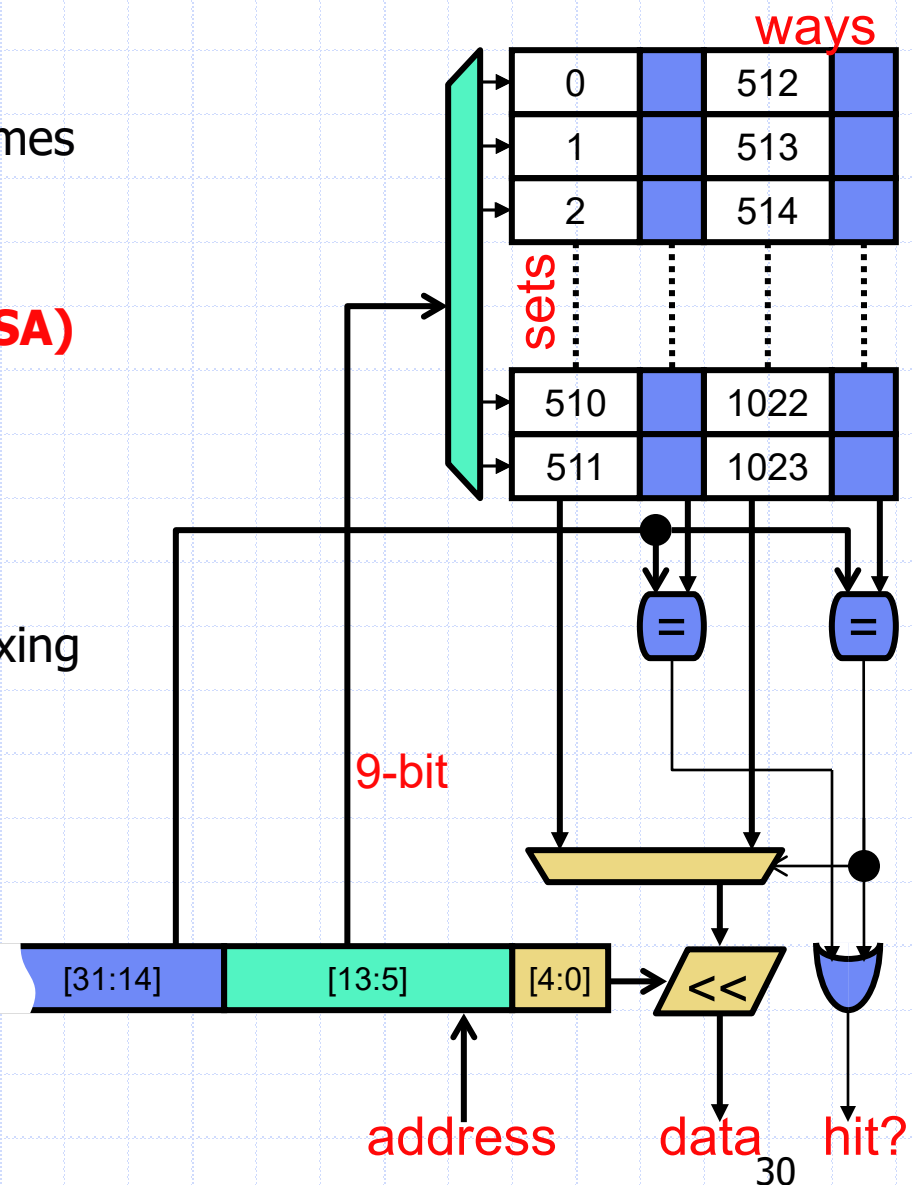 ways
0 512
mes
1 513
2 514
sets
SA)
510 1022
511 1023
= =
xing
9-bit
[31:14] [13:5] [4:0] <<
address data hit?
30